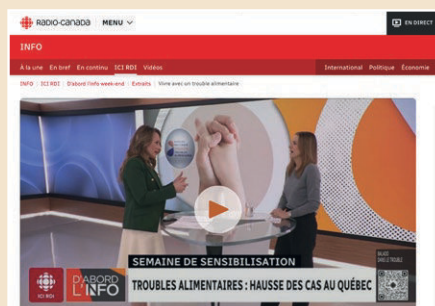 RADIO-CANADA MENU EN DIRECT
INFO
À la une En bref En continu ICI RDI Vidéos International Politique Économie
INFO ICI RDI D'abord l'info week-end Extraits Vivre avec un trouble alimentaire
SEMAINE DE SENSIBILISATION
ICI RDI
D'ABORD
L'INFO
TROUBLES ALIMENTAIRES : HAUSSE DES CAS AU QUÉBEC